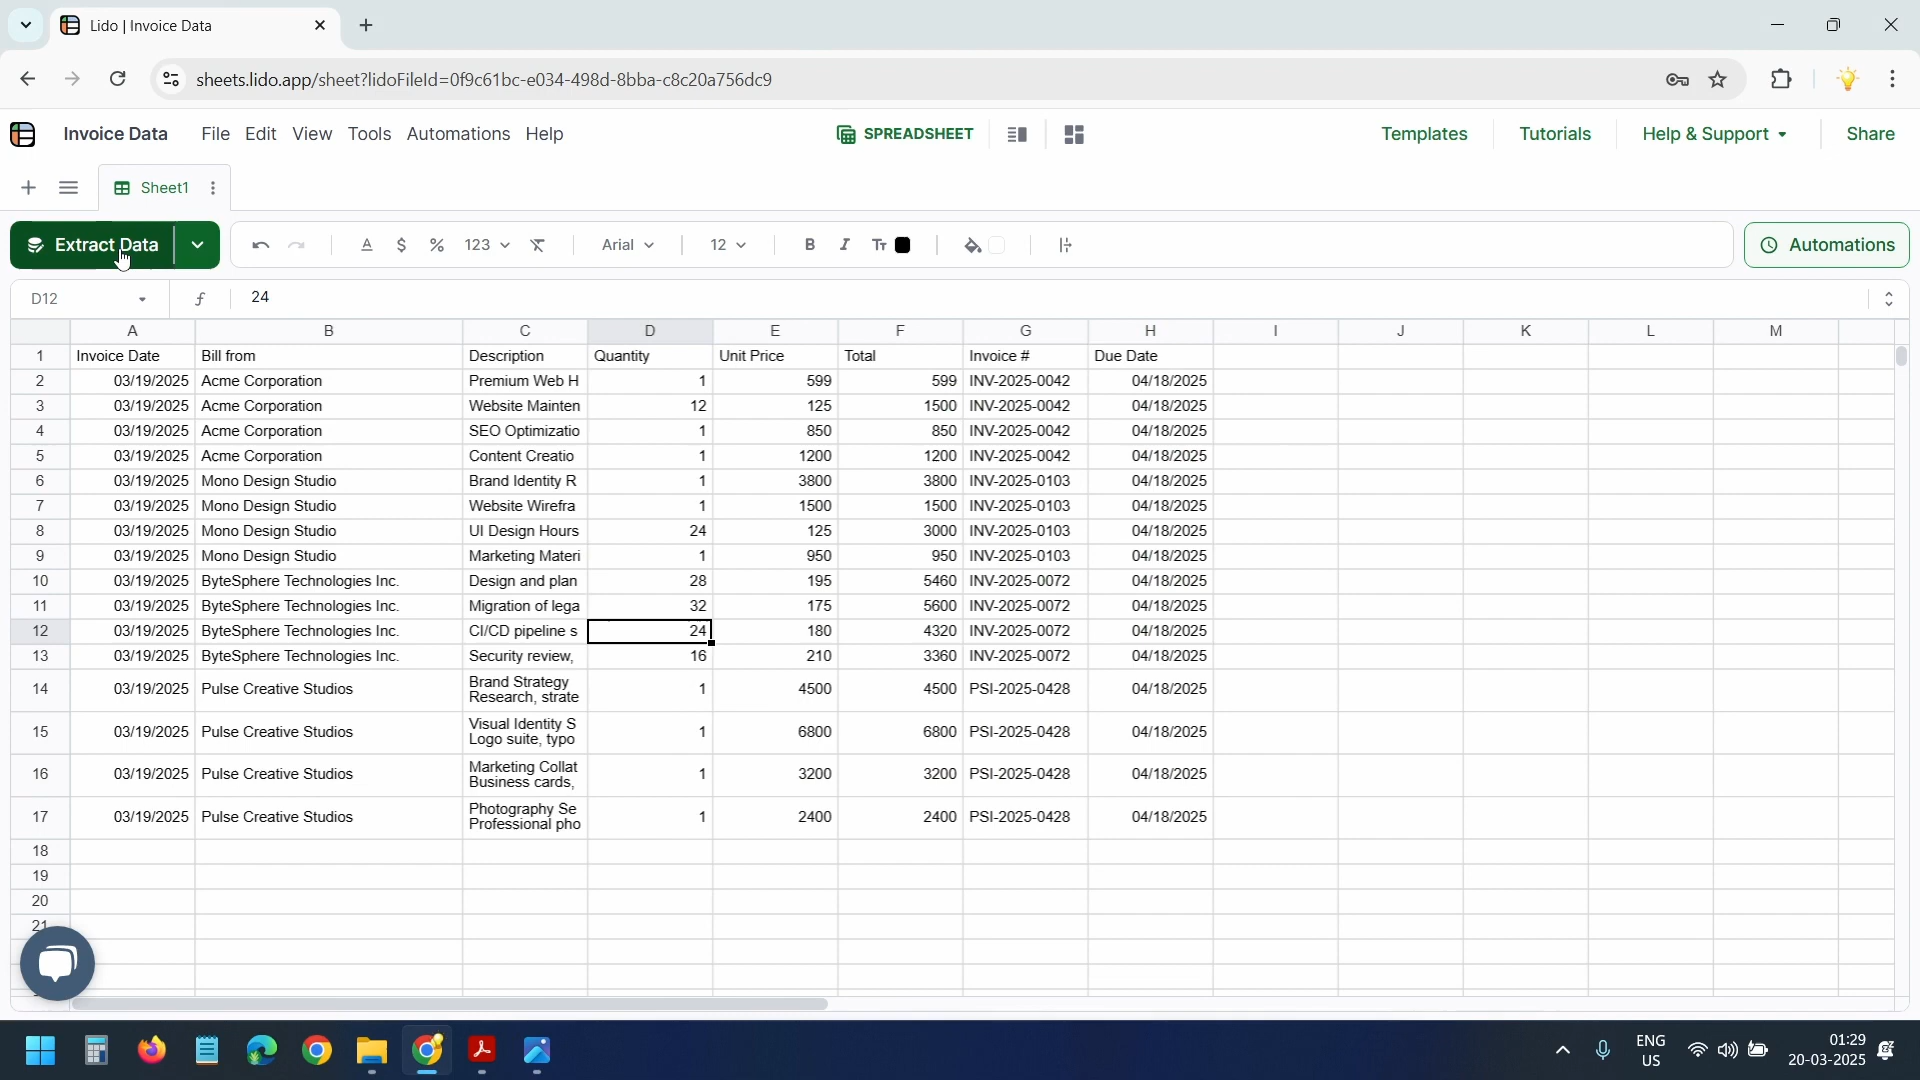 Lido | Invoice Data
sheets.lido.app/sheet?lidoFileId=0f9c61bc-e034-498d-8bba-c8c20a756dc9
Invoice Data File Edit View Tools Automations Help SPREADSHEET Templates Tutorials Help & Support Share
Sheet1
Extract Data $ % 123 Arial 12 B I Tт Automations
D12 f 24
A B C D E F G H I J K L M
1 Invoice Date Bill from Description Quantity Unit Price Total Invoice # Due Date
2 03/19/2025 Acme Corporation Premium Web H 1 599 599 INV-2025-0042 04/18/2025
3 03/19/2025 Acme Corporation Website Mainten 12 125 1500 INV-2025-0042 04/18/2025
4 03/19/2025 Acme Corporation SEO Optimizatio 1 850 850 INV-2025-0042 04/18/2025
5 03/19/2025 Acme Corporation Content Creatio 1 1200 1200 INV-2025-0042 04/18/2025
6 03/19/2025 Mono Design Studio Brand Identity R 1 3800 3800 INV-2025-0103 04/18/2025
7 03/19/2025 Mono Design Studio Website Wirefra 1 1500 1500 INV-2025-0103 04/18/2025
8 03/19/2025 Mono Design Studio UI Design Hours 24 125 3000 INV-2025-0103 04/18/2025
9 03/19/2025 Mono Design Studio Marketing Materi 1 950 950 INV-2025-0103 04/18/2025
10 03/19/2025 ByteSphere Technologies Inc. Design and plan 28 195 5460 INV-2025-0072 04/18/2025
11 03/19/2025 ByteSphere Technologies Inc. Migration of lega 32 175 5600 INV-2025-0072 04/18/2025
12 03/19/2025 ByteSphere Technologies Inc. CI/CD pipeline s 24 180 4320 INV-2025-0072 04/18/2025
13 03/19/2025 ByteSphere Technologies Inc. Security review, 16 210 3360 INV-2025-0072 04/18/2025
14 03/19/2025 Pulse Creative Studios Brand Strategy 1 4500 4500 PSI-2025-0428 04/18/2025
Research, strate
15 03/19/2025 Pulse Creative Studios Visual Identity S 1 6800 6800 PSI-2025-0428 04/18/2025
Logo suite, typo
16 03/19/2025 Pulse Creative Studios Marketing Collat 1 3200 3200 PSI-2025-0428 04/18/2025
Business cards,
17 03/19/2025 Pulse Creative Studios Photography Se 1 2400 2400 PSI-2025-0428 04/18/2025
Professional pho
18
19
20
21
ENG 01:29
US 20-03-2025